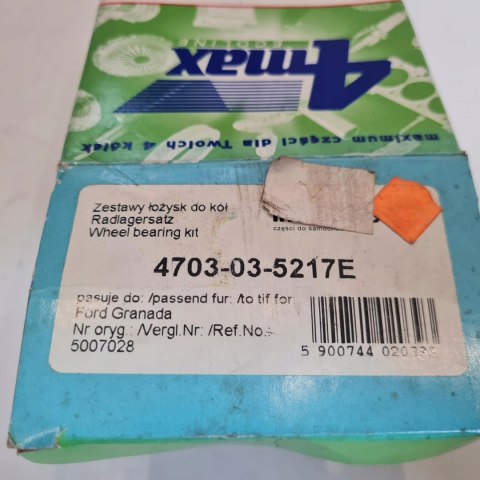 4max
ECOLINE
maximum części dla Twoich 4 kółek
Zestawy łożysk do kół
Radlagersatz
Wheel bearing kit
części do samocho
4703-03-5217E
pasuje do: /passend fur: /to tif for
Ford Granada
Nr oryg.: /Vergl.Nr: /Ref.No.:
5007028
5 900744